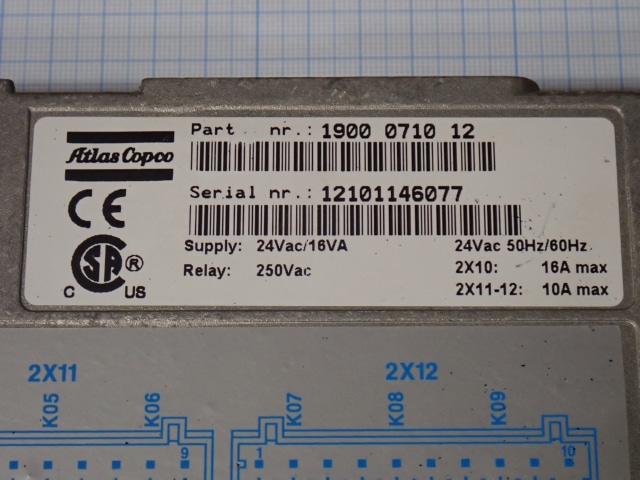 Atlas Copco
Part nr.: 1900 0710 12
Serial nr.: 12101146077
CE
SA ®
C US
Supply: 24Vac/16VA 24Vac 50Hz/60Hz
Relay: 250Vac 2X10: 16A max
2X11-12: 10A max
2X11 2X12
K05 K06 K07 K08 K09
9 1 10